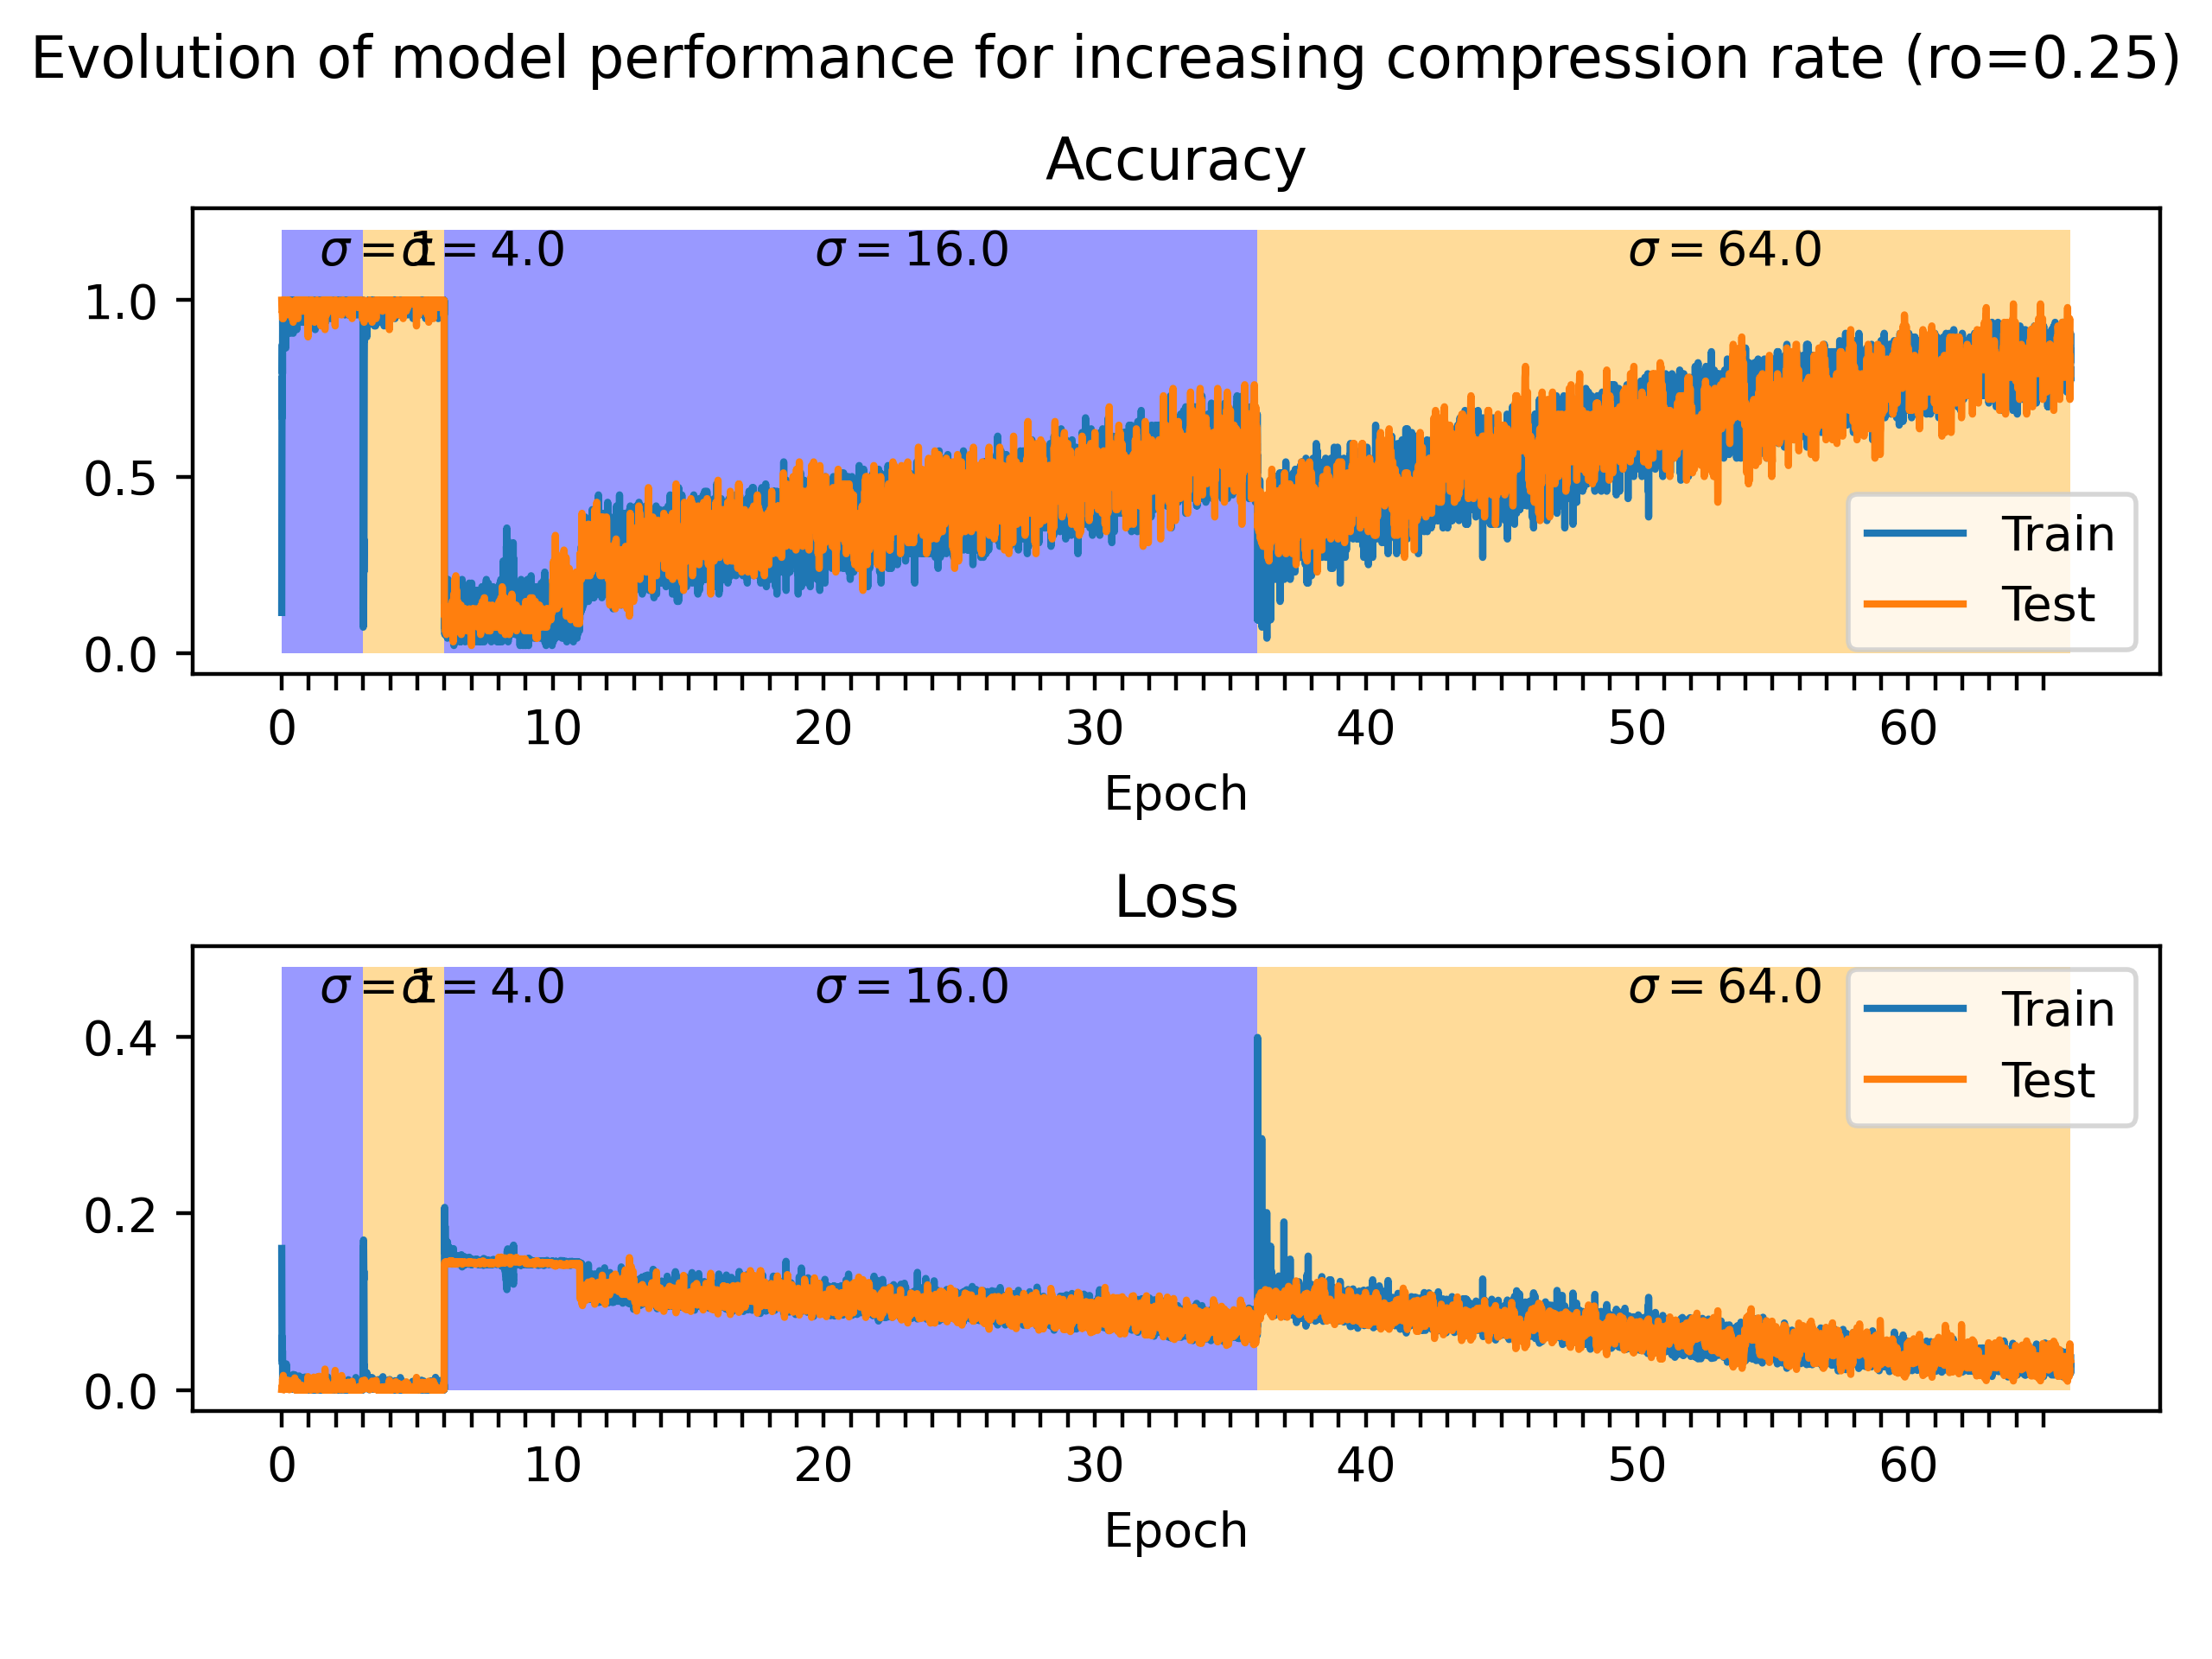 Evolution of model performance for increasing compression rate (ro=0.25)
Accuracy
σ = 1
σ = 4.0
σ = 16.0
σ = 64.0
1.0
0.5
0.0
Train
Test
0 10 20 30 40 50 60
Epoch
Loss
σ = 1
σ = 4.0
σ = 16.0
σ = 64.0
0.4
0.2
0.0
Train
Test
0 10 20 30 40 50 60
Epoch